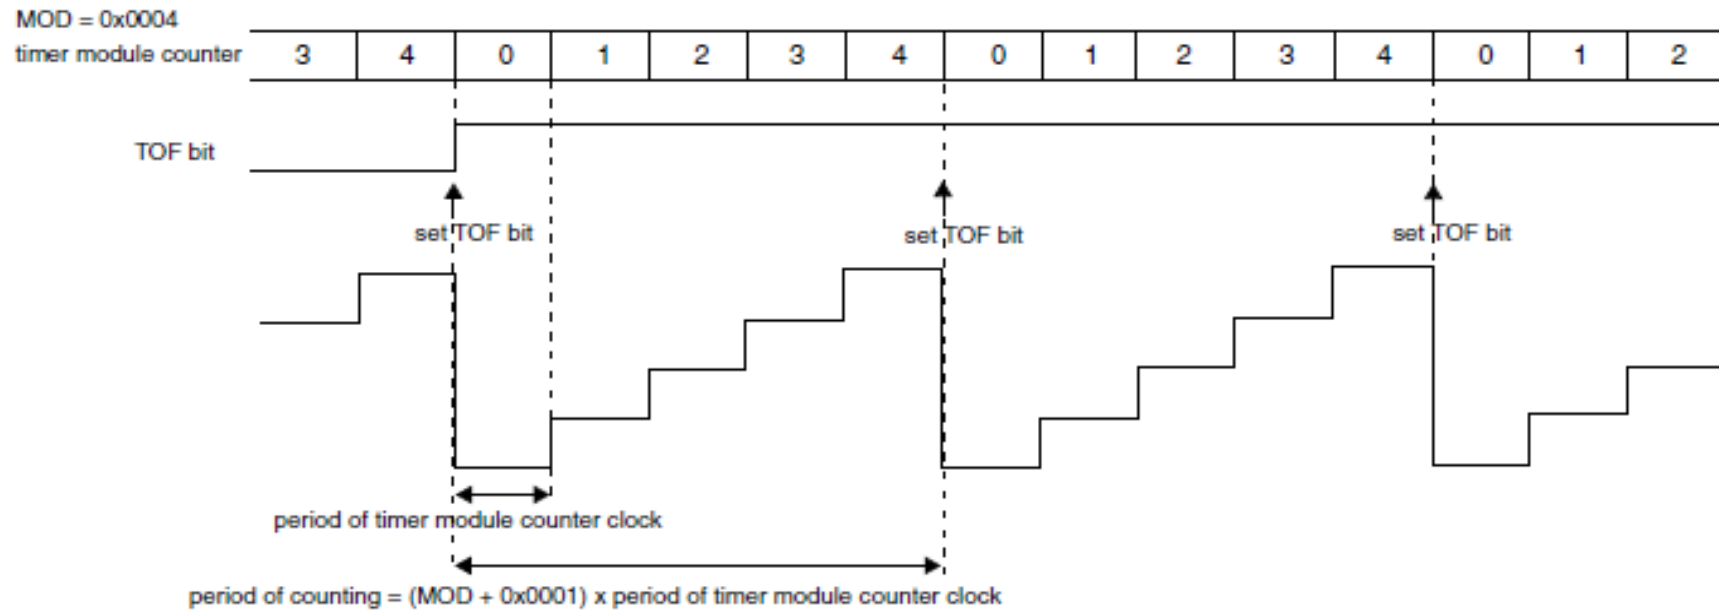 MOD = 0x0004
timer module counter 3 4 0 1 2 3 4 0 1 2 3 4 0 1 2
TOF bit
set TOF bit set TOF bit set TOF bit
period of timer module counter clock
period of counting = (MOD + 0x0001) x period of timer module counter clock